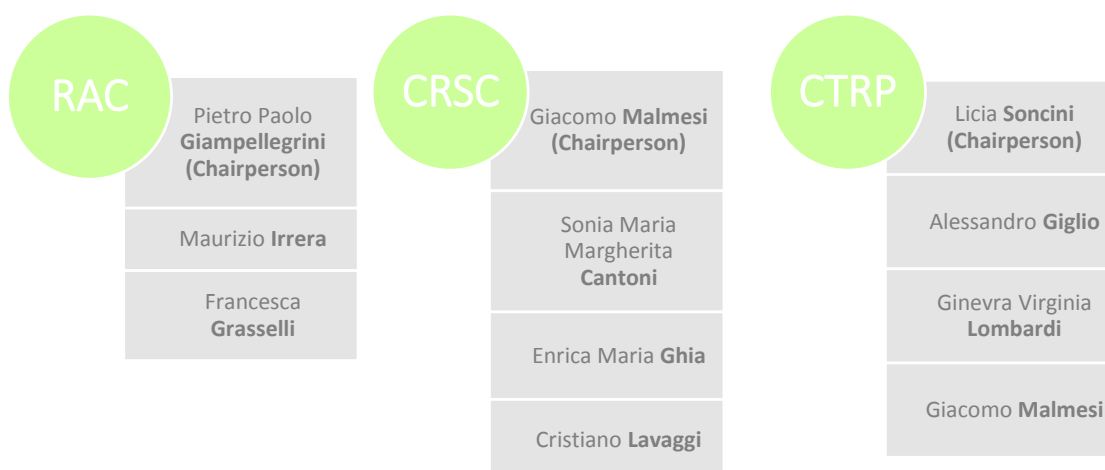 RAC
Pietro Paolo
Giampellegrini
(Chairperson)
Maurizio Irrera
Francesca
Grasselli
CRSC
Giacomo Malmesi
(Chairperson)
Sonia Maria
Margherita
Cantoni
Enrica Maria Ghia
Cristiano Lavaggi
CTRP
Licia Soncini
(Chairperson)
Alessandro Giglio
Ginevra Virginia
Lombardi
Giacomo Malmesi